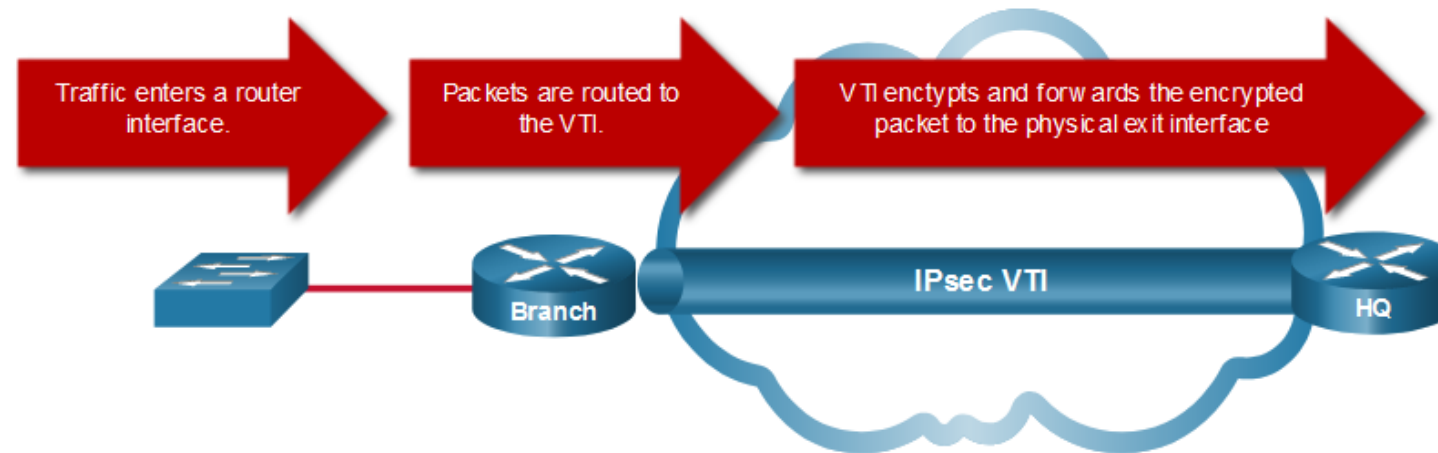 Traffic enters a router
interface.
Packets are routed to
the VTI.
VTI enctypts and forwards the encrypted
packet to the physical exit interface
IPsec VTI
Branch
HQ